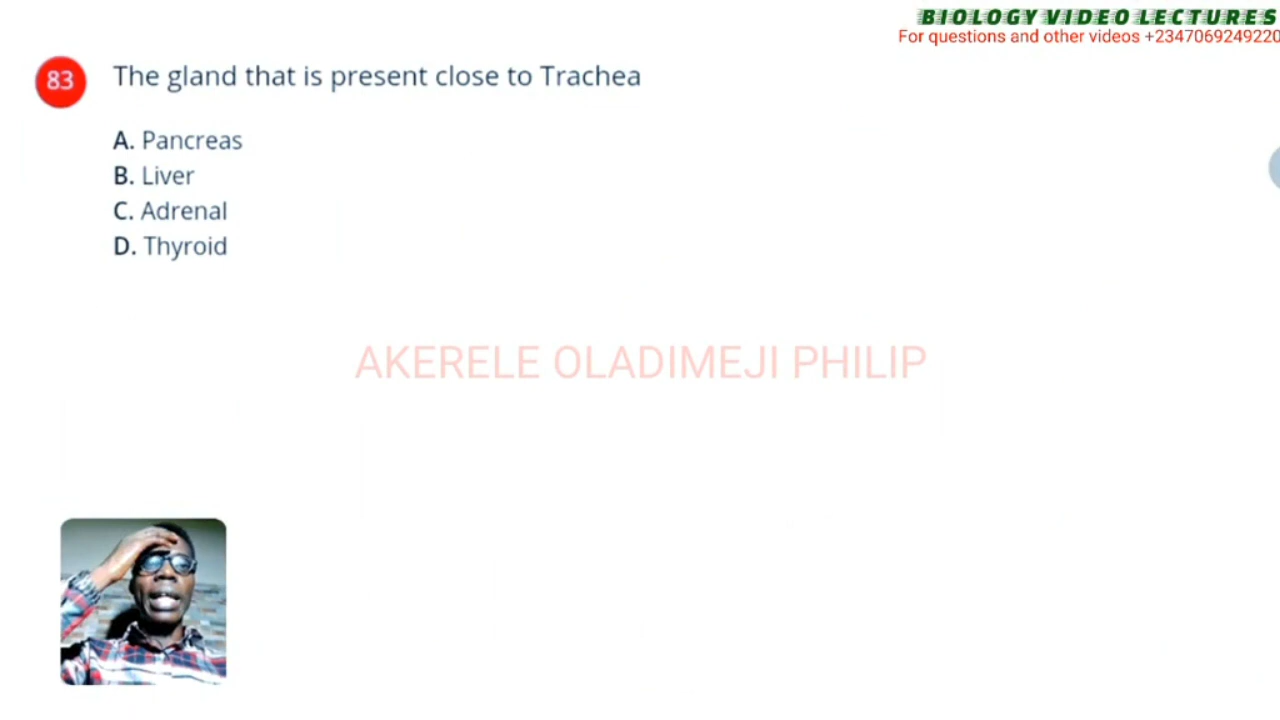 BIOLOGY VIDEO LECTURES
For questions and other videos +2347069249220
83 The gland that is present close to Trachea
A. Pancreas
B. Liver
C. Adrenal
D. Thyroid
AKERELE OLADIMEJI PHILIP